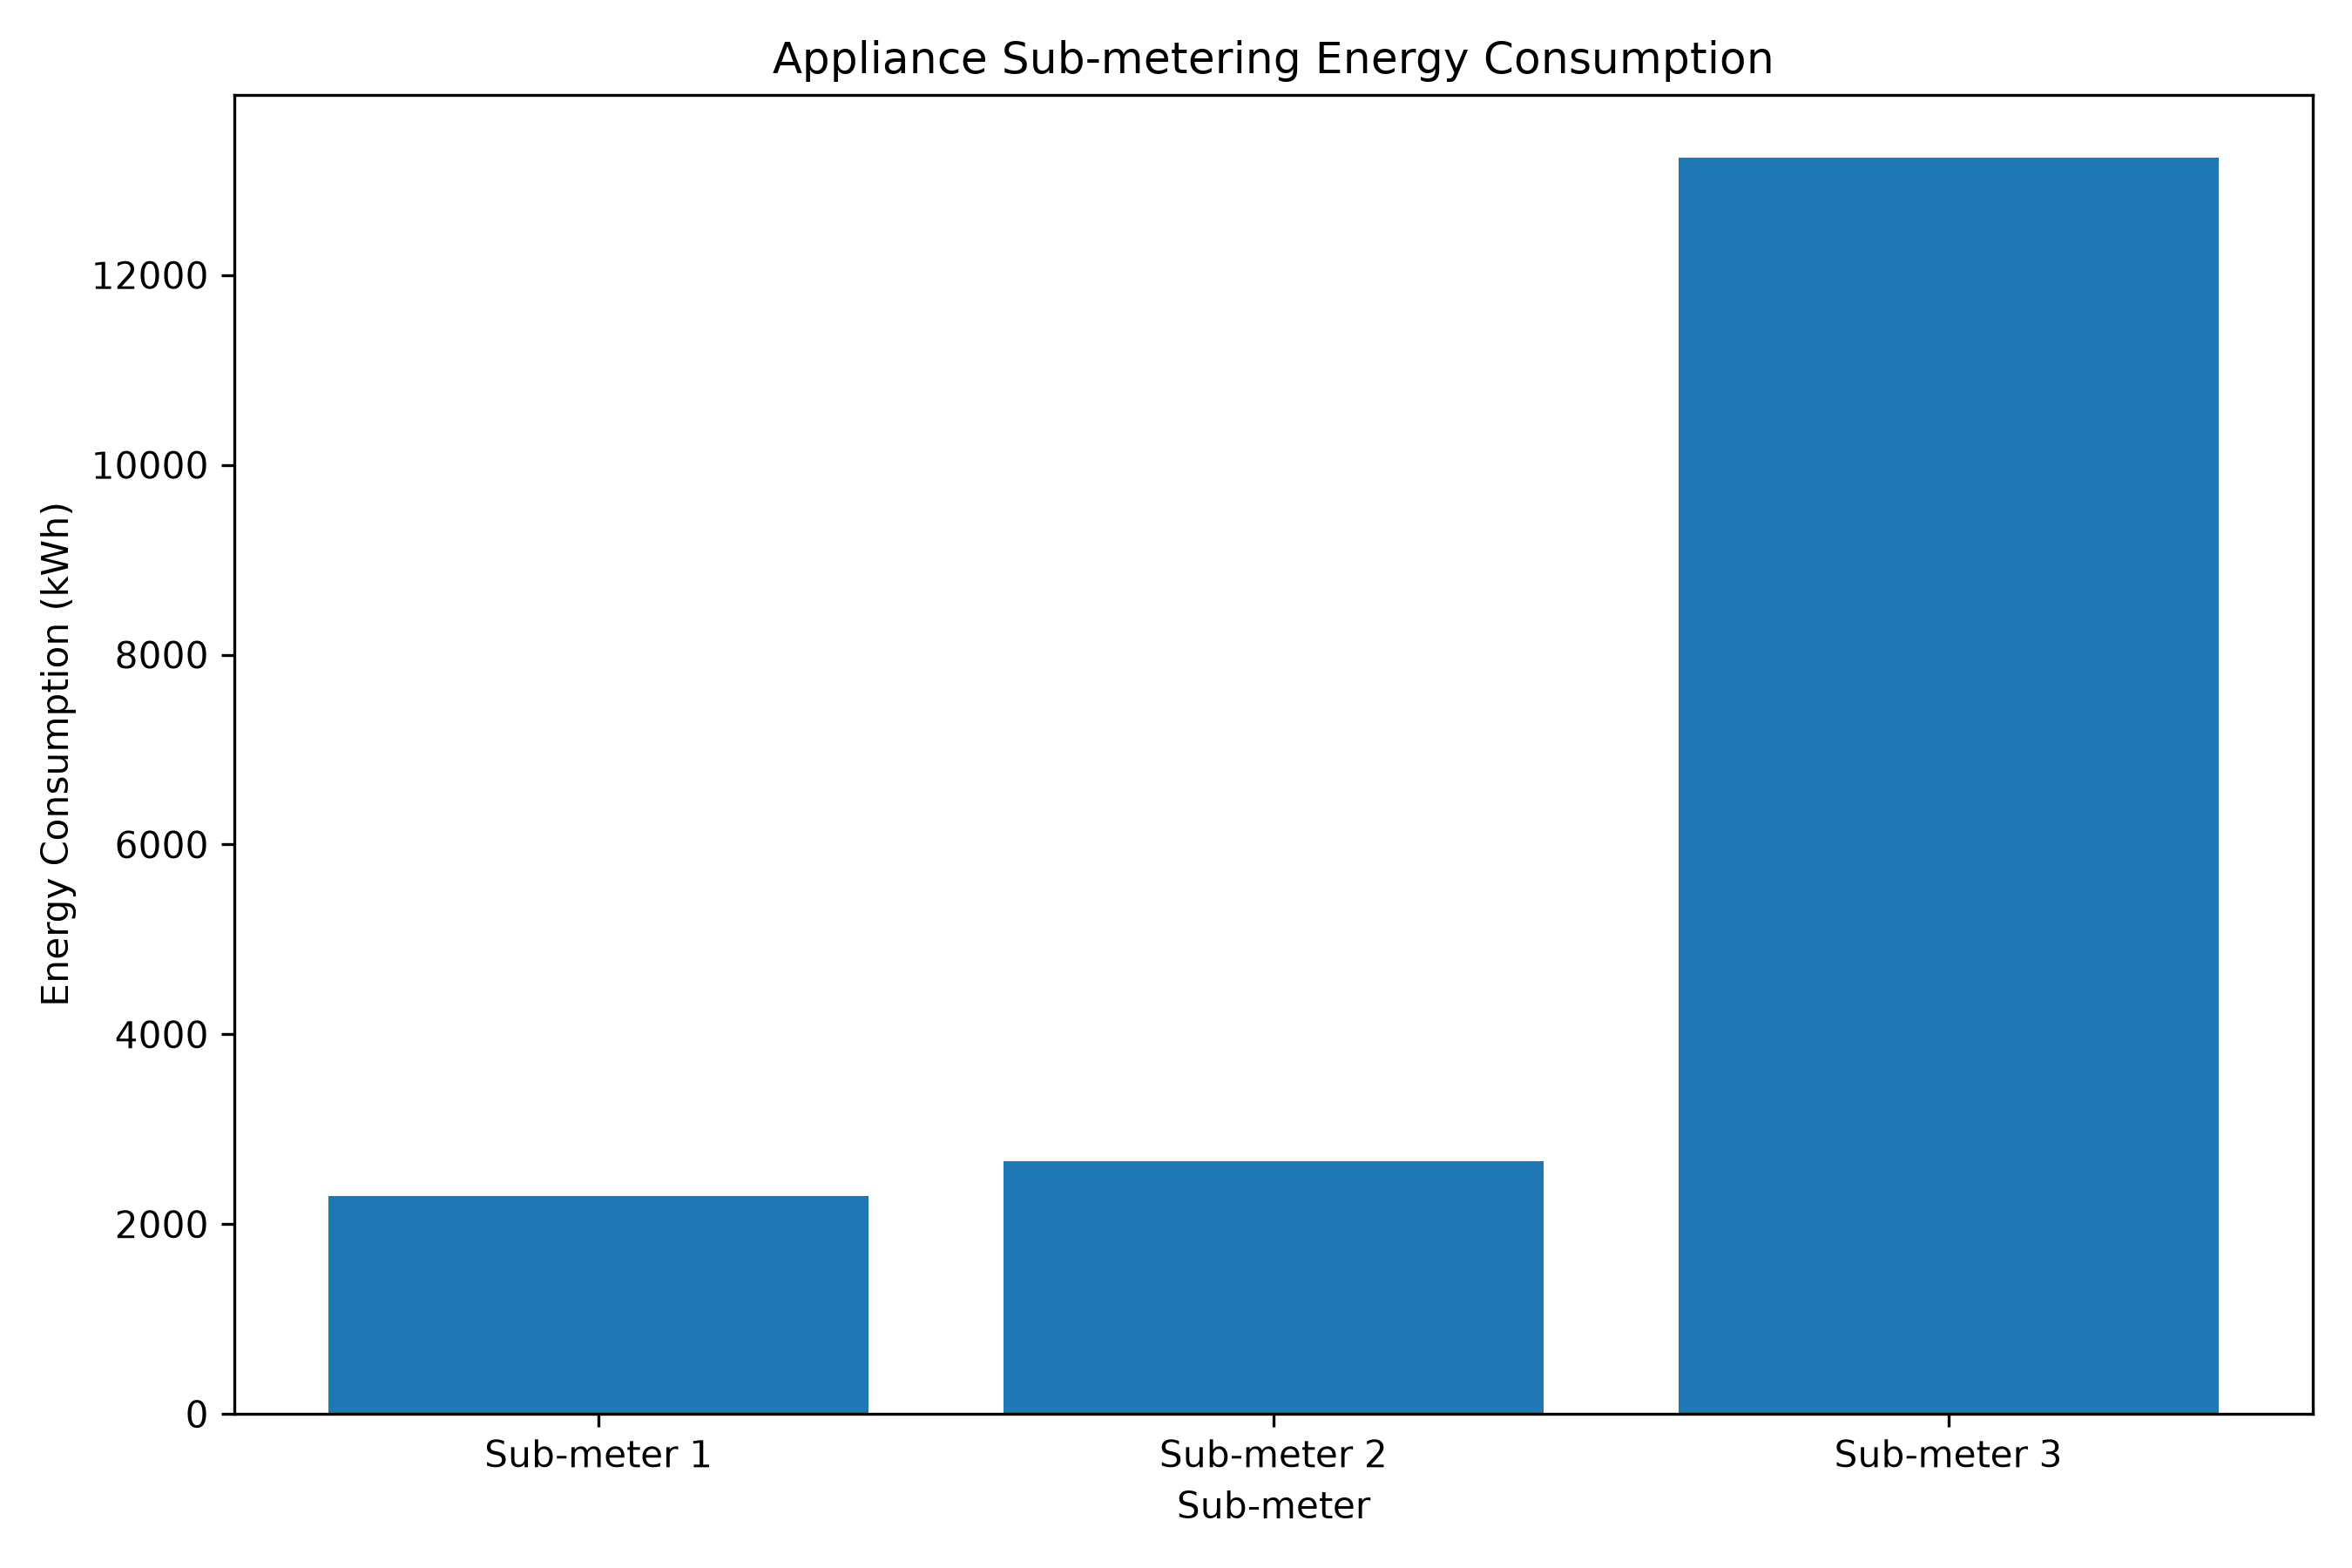 Appliance Sub-metering Energy Consumption
Energy Consumption (kWh)
12000
10000
8000
6000
4000
2000
0
Sub-meter 1
Sub-meter 2
Sub-meter 3
Sub-meter